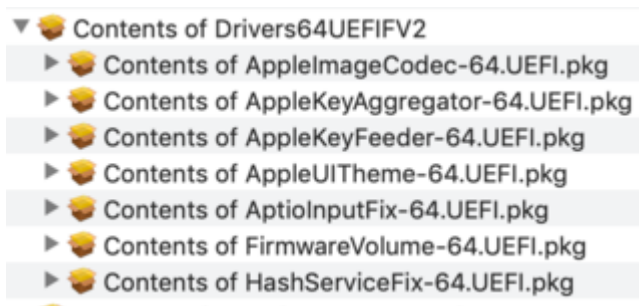 Contents of Drivers64UEFIFV2
Contents of AppleImageCodec-64.UEFI.pkg
Contents of AppleKeyAggregator-64.UEFI.pkg
Contents of AppleKeyFeeder-64.UEFI.pkg
Contents of AppleUITheme-64.UEFI.pkg
Contents of AptioInputFix-64.UEFI.pkg
Contents of FirmwareVolume-64.UEFI.pkg
Contents of HashServiceFix-64.UEFI.pkg